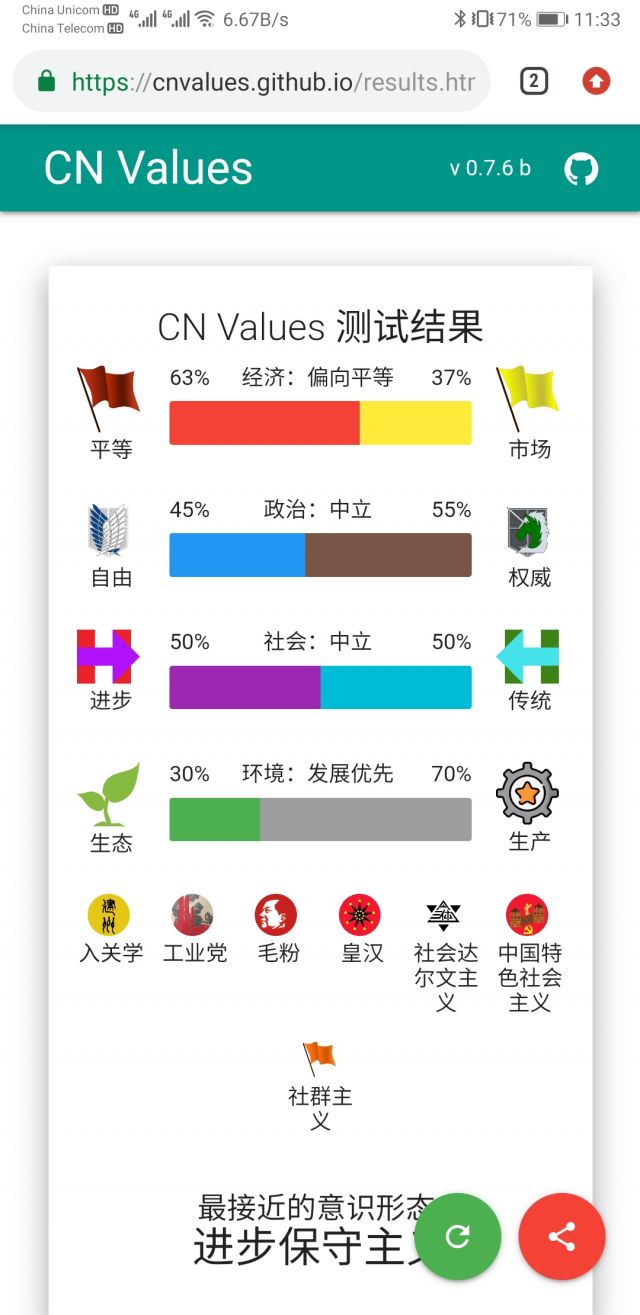 China Unicom HD
China Telecom HD
4G 4G 6.67B/s 71% 11:33
https://cnvalues.github.io/results.htr
2
CN Values v 0.7.6 b
CN Values 测试结果
63% 经济：偏向平等 37%
平等 市场
45% 政治：中立 55%
自由 权威
50% 社会：中立 50%
进步 传统
30% 环境：发展优先 70%
生态 生产
入关学 工业党 毛粉 皇汉 社会达 中国特
尔文主 色社会
义 主义
社群主
义
最接近的意识形态
进步保守主